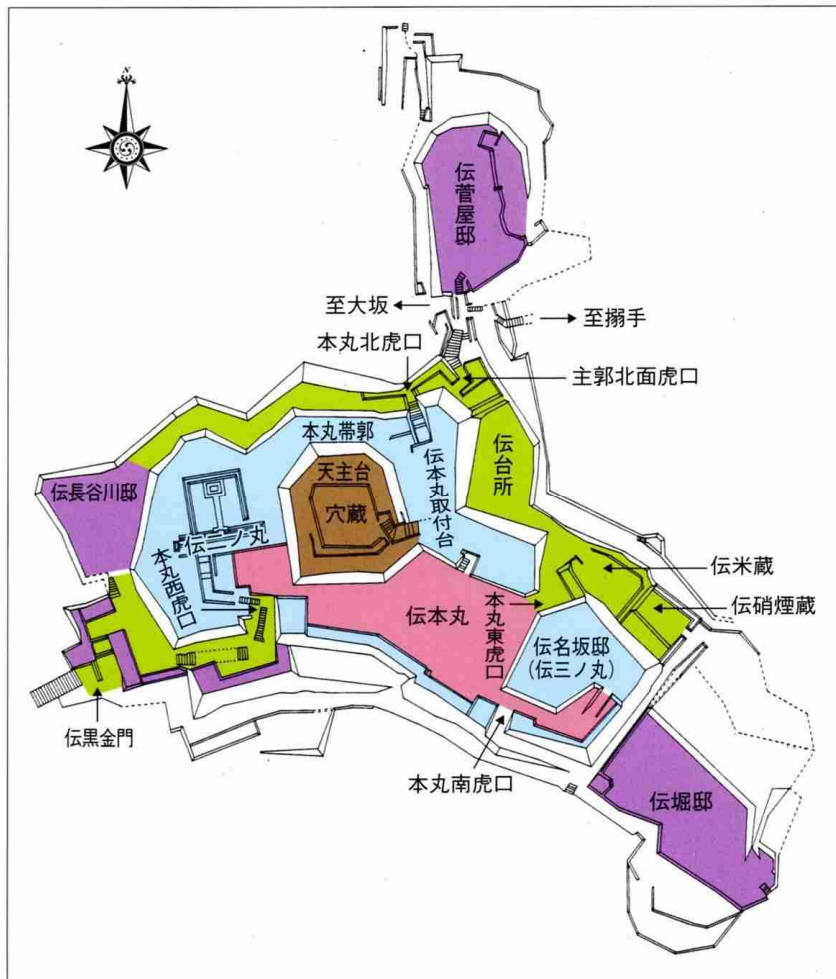 N
伝菅屋邸
至大坂
至搦手
本丸北虎口
主郭北面虎口
本丸帯郭
伝台所
天主台
伝本丸取付台
伝長谷川邸
穴蔵
伝二ノ丸
本丸西虎口
伝米蔵
伝本丸
本丸東虎口
伝硝煙蔵
伝名坂邸
(伝三ノ丸)
伝黒金門
本丸南虎口
伝堀邸